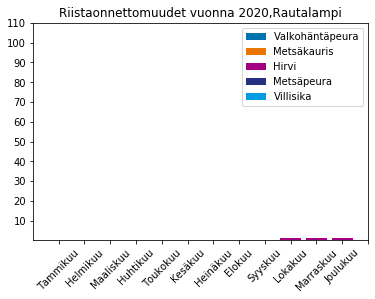 Riistaonnettomuudet vuonna 2020,Rautalampi
110
100
90
80
70
60
50
40
30
20
10
Valkohäntäpeura
Metsäkauris
Hirvi
Metsäpeura
Villisika
Tammikuu
Helmikuu
Maaliskuu
Huhtikuu
Toukokuu
Kesäkuu
Heinäkuu
Elokuu
Syyskuu
Lokakuu
Marraskuu
Joulukuu